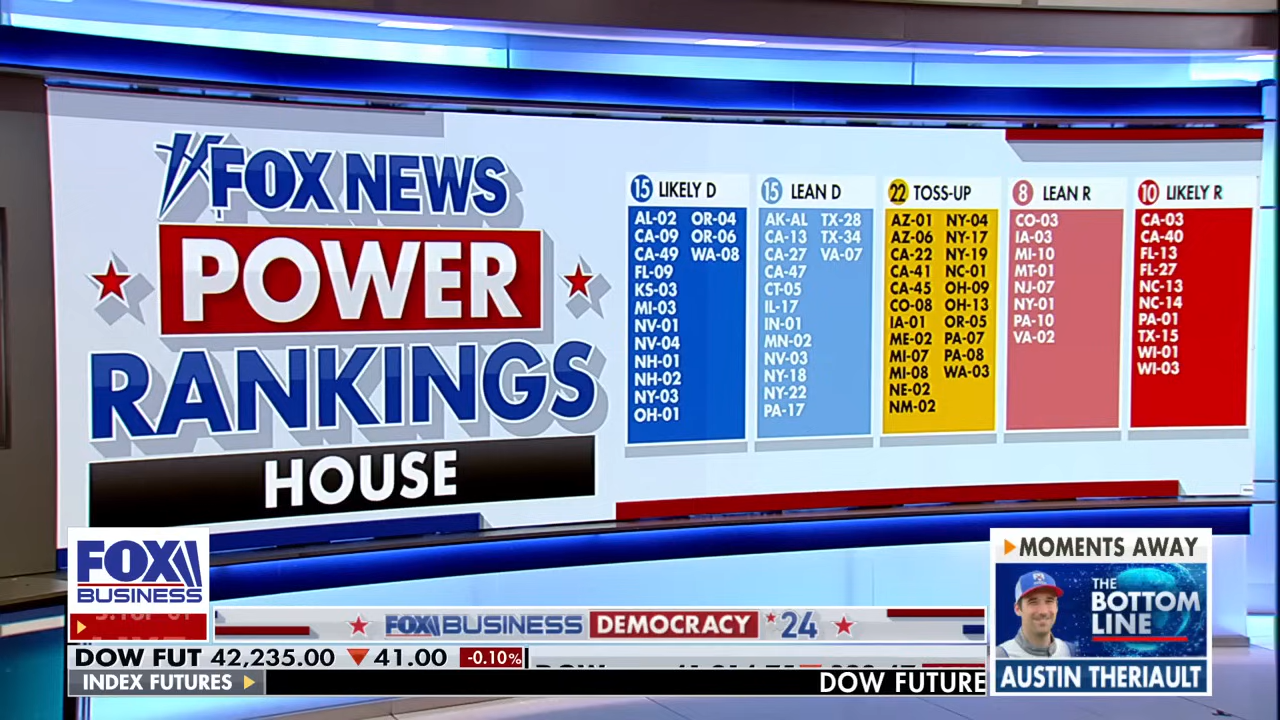 FOX NEWS
POWER
RANKINGS
HOUSE
15 LIKELY D
AL-02 OR-04
CA-09 OR-06
CA-49 WA-08
FL-09
KS-03
MI-03
NV-01
NV-04
NH-01
NH-02
NY-03
OH-01
15 LEAN D
AK-AL TX-28
CA-13 TX-34
CA-27 VA-07
CA-47
CT-05
IL-17
IN-01
MN-02
NV-03
NY-18
NY-22
PA-17
22 TOSS-UP
AZ-01 NY-04
AZ-06 NY-17
CA-22 NY-19
CA-41 NC-01
CA-45 OH-09
CO-08 OH-13
IA-01 OR-05
ME-02 PA-07
MI-07 PA-08
MI-08 WA-03
NE-02
NM-02
8 LEAN R
CO-03
IA-03
MI-10
MT-01
NJ-07
NY-01
PA-10
VA-02
10 LIKELY R
CA-03
CA-40
FL-13
FL-27
NC-13
NC-14
PA-01
TX-15
WI-01
WI-03
FOX
BUSINESS
FOX BUSINESS DEMOCRACY '24
DOW FUT 42,235.00 ▼ 41.00 -0.10%
INDEX FUTURES
DOW FUTURE
MOMENTS AWAY
THE
BOTTOM
LINE
AUSTIN THERIAULT